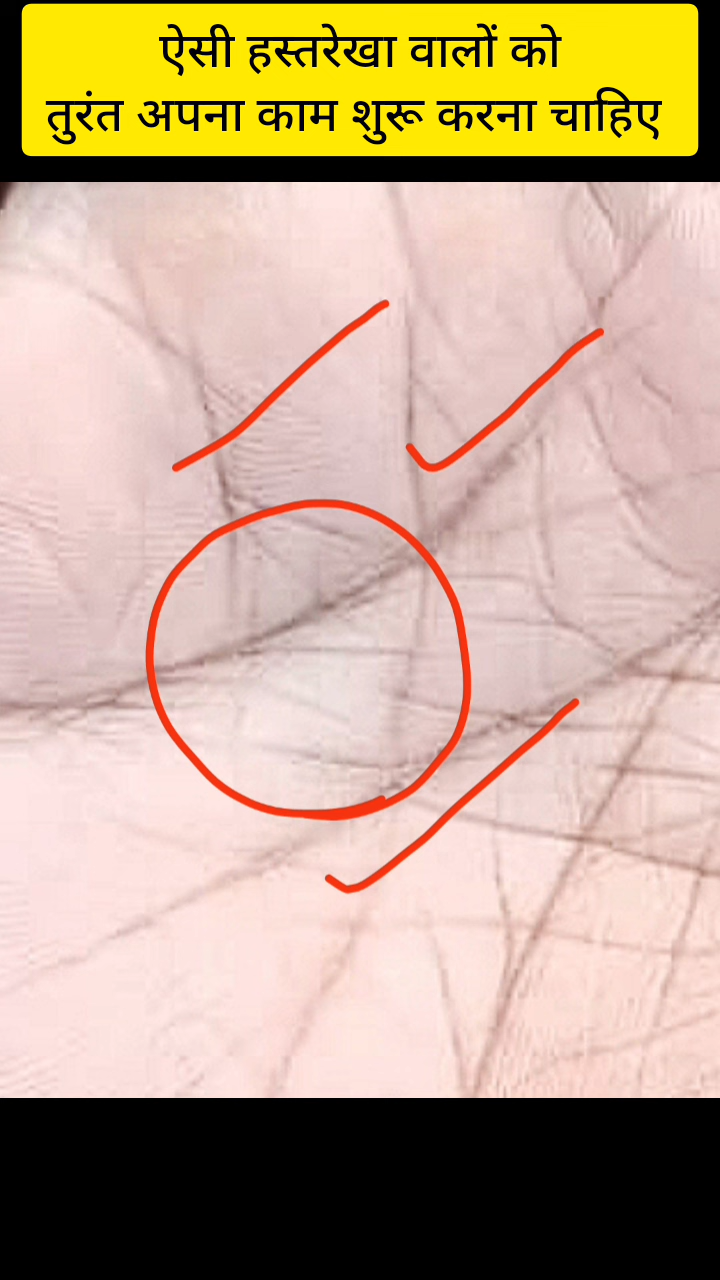 ऐसी हस्तरेखा वालों को
तुरंत अपना काम शुरू करना चाहिए